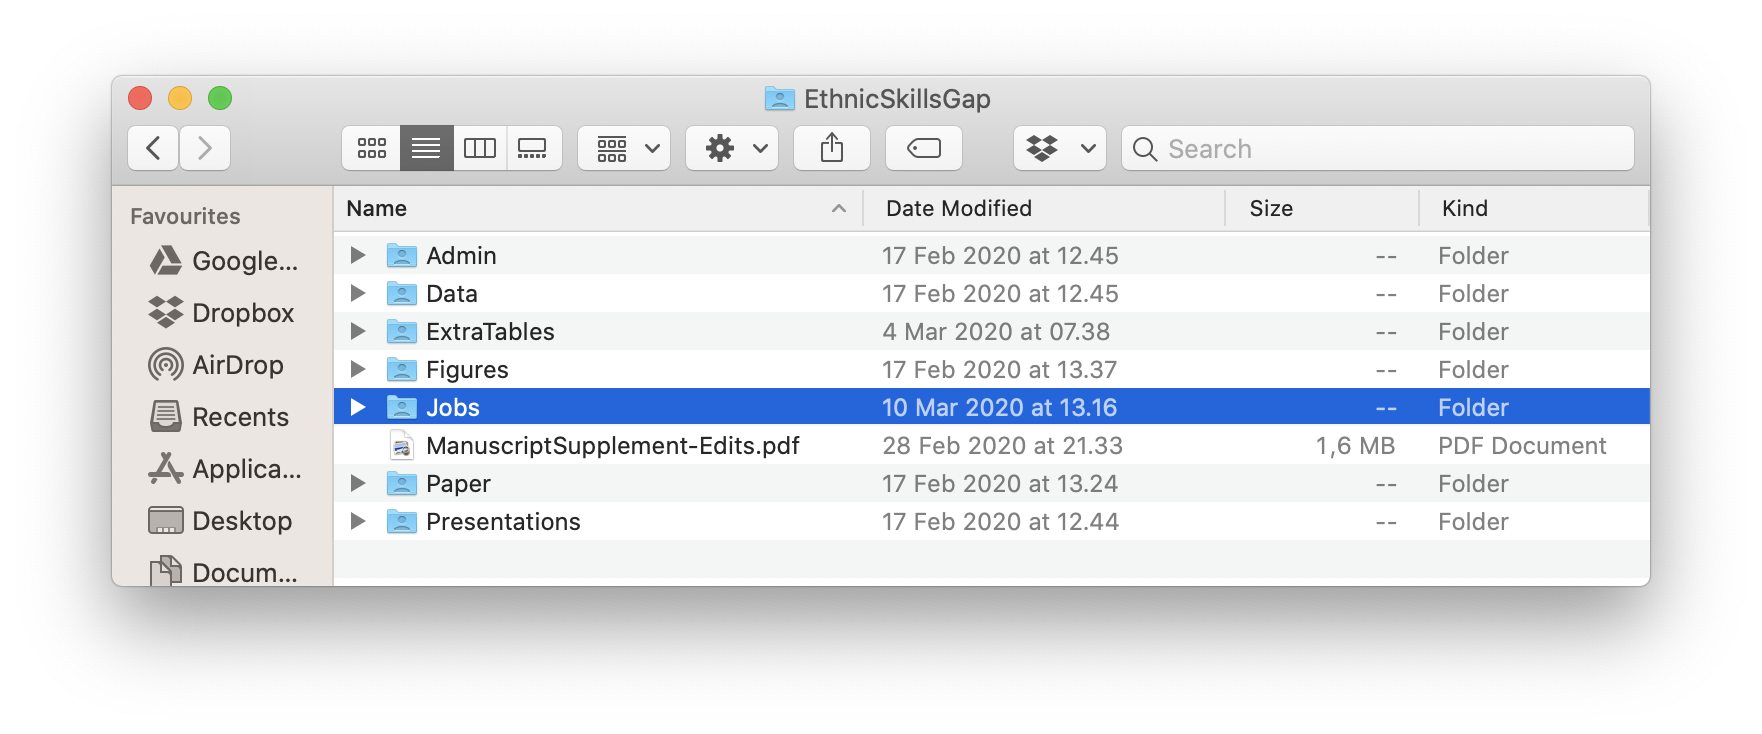 EthnicSkillsGap
Search
Favourites
Google...
Dropbox
AirDrop
Recents
Applica...
Desktop
Docum...
Name Date Modified Size Kind
Admin 17 Feb 2020 at 12.45 -- Folder
Data 17 Feb 2020 at 12.45 -- Folder
ExtraTables 4 Mar 2020 at 07.38 -- Folder
Figures 17 Feb 2020 at 13.37 -- Folder
Jobs 10 Mar 2020 at 13.16 -- Folder
ManuscriptSupplement-Edits.pdf 28 Feb 2020 at 21.33 1,6 MB PDF Document
Paper 17 Feb 2020 at 13.24 -- Folder
Presentations 17 Feb 2020 at 12.44 -- Folder